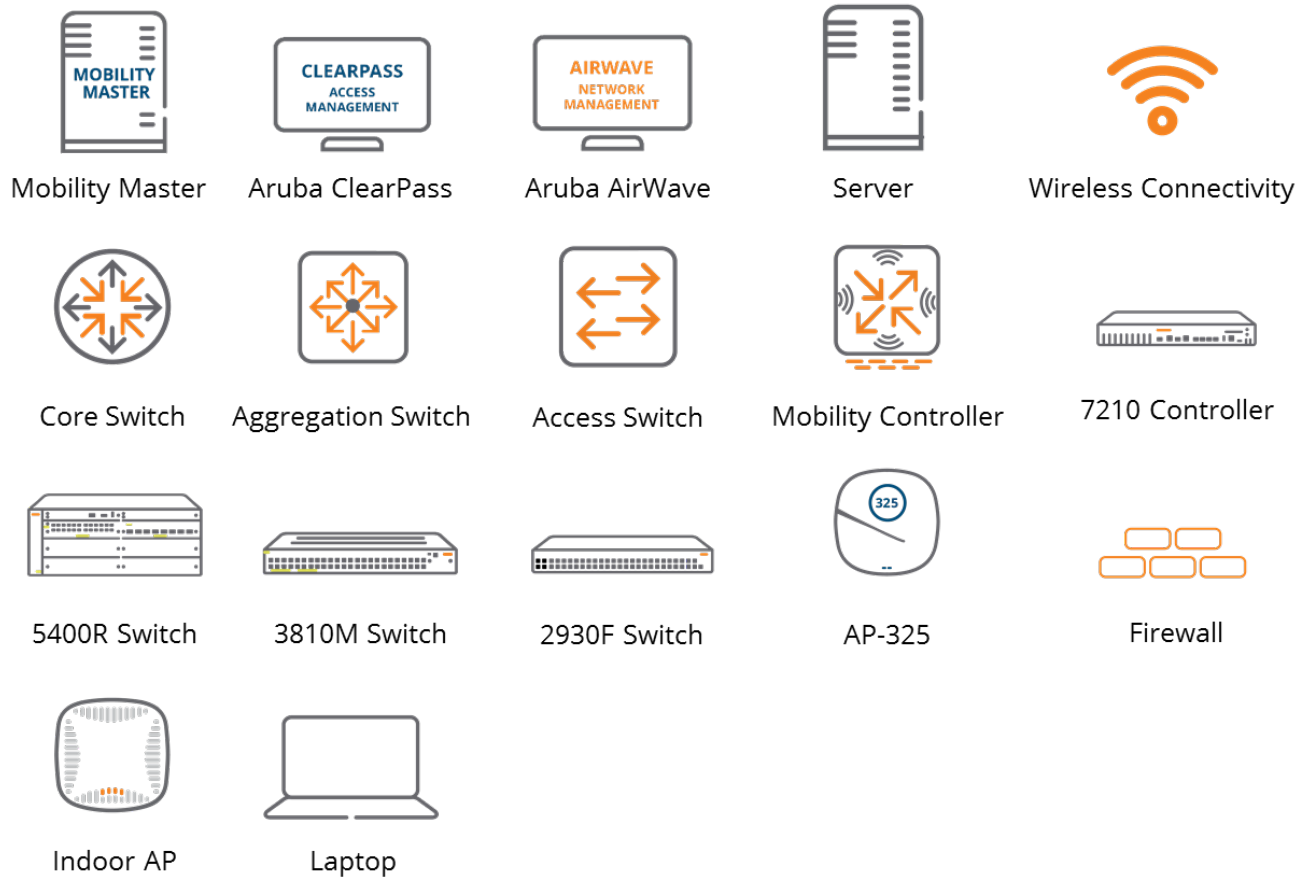 MOBILITY
MASTER
CLEARPASS
ACCESS
MANAGEMENT
AIRWAVE
NETWORK
MANAGEMENT
Mobility Master
Aruba ClearPass
Aruba AirWave
Server
Wireless Connectivity
Core Switch
Aggregation Switch
Access Switch
Mobility Controller
7210 Controller
325
5400R Switch
3810M Switch
2930F Switch
AP-325
Firewall
Indoor AP
Laptop